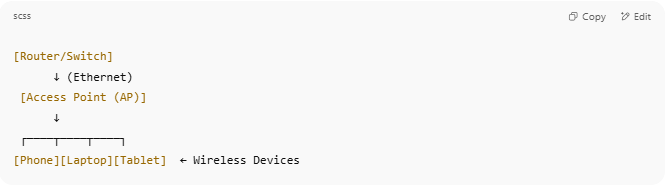 scss Copy Edit
[Router/Switch]
↓ (Ethernet)
[Access Point (AP)]
↓
┌────┬────┬────┐
[Phone][Laptop][Tablet] ← Wireless Devices